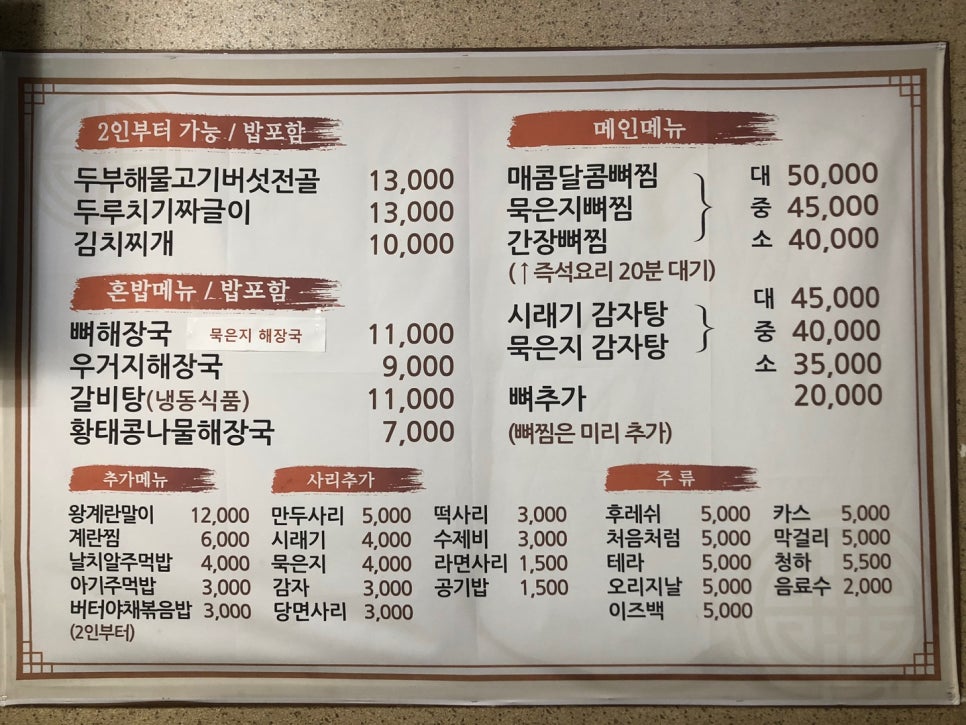 2인부터 가능 / 밥포함
두부해물고기버섯전골 13,000
두루치기짜글이 13,000
김치찌개 10,000
혼밥메뉴 / 밥포함
뼈해장국 묵은지 해장국 11,000
우거지해장국 9,000
갈비탕(냉동식품) 11,000
황태콩나물해장국 7,000
메인메뉴
매콤달콤뼈찜 대 50,000
묵은지뼈찜 중 45,000
간장뼈찜 소 40,000
(↑즉석요리 20분 대기)
대 45,000
시래기 감자탕
중 40,000
묵은지 감자탕
소 35,000
뼈추가 20,000
(뼈찜은 미리 추가)
추가메뉴
왕계란말이 12,000
계란찜 6,000
날치알주먹밥 4,000
아기주먹밥 3,000
버터야채볶음밥 3,000
(2인부터)
사리추가
만두사리 5,000 떡사리 3,000
시래기 4,000 수제비 3,000
묵은지 4,000 라면사리 1,500
감자 3,000 공기밥 1,500
당면사리 3,000
주 류
후레쉬 5,000 카스 5,000
처음처럼 5,000 막걸리 5,000
테라 5,000 청하 5,500
오리지날 5,000 음료수 2,000
이즈백 5,000